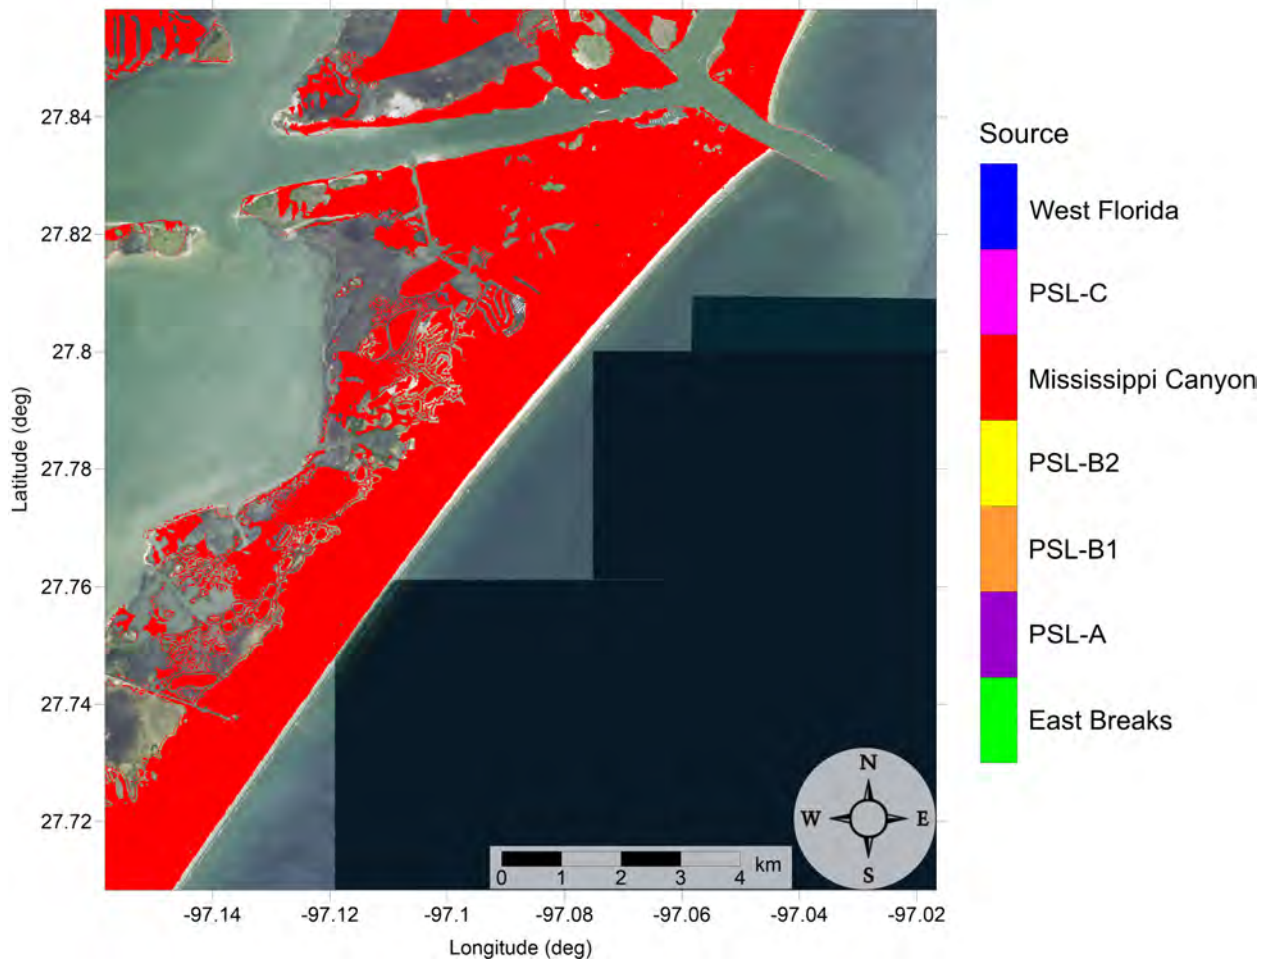 27.84
27.82
27.8
27.78
27.76
27.74
27.72
Latitude (deg)
-97.14
-97.12
-97.1
-97.08
-97.06
-97.04
-97.02
Longitude (deg)
N
W E
S
km
0 1 2 3 4
Source
West Florida
PSL-C
Mississippi Canyon
PSL-B2
PSL-B1
PSL-A
East Breaks